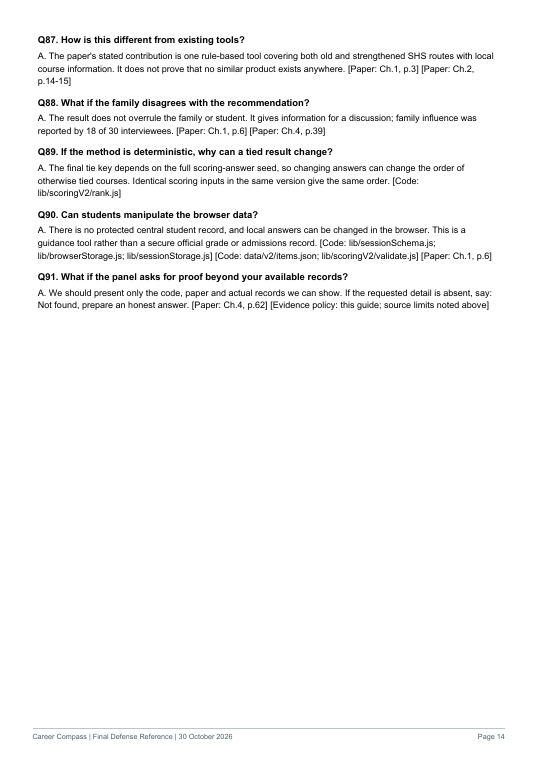 Q87. How is this different from existing tools?
A. The paper's stated contribution is one rule-based tool covering both old and strengthened SHS routes with local
course information. It does not prove that no similar product exists anywhere. [Paper: Ch.1, p.3] [Paper: Ch.2,
p.14-15]
Q88. What if the family disagrees with the recommendation?
A. The result does not overrule the family or student. It gives information for a discussion; family influence was
reported by 18 of 30 interviewees. [Paper: Ch.1, p.6] [Paper: Ch.4, p.39]
Q89. If the method is deterministic, why can a tied result change?
A. The final tie key depends on the full scoring-answer seed, so changing answers can change the order of
otherwise tied courses. Identical scoring inputs in the same version give the same order. [Code:
lib/scoringV2/rank.js]
Q90. Can students manipulate the browser data?
A. There is no protected central student record, and local answers can be changed in the browser. This is a
guidance tool rather than a secure official grade or admissions record. [Code: lib/sessionSchema.js;
lib/browserStorage.js; lib/sessionStorage.js] [Code: data/v2/items.json; lib/scoringV2/validate.js] [Paper: Ch.1, p.6]
Q91. What if the panel asks for proof beyond your available records?
A. We should present only the code, paper and actual records we can show. If the requested detail is absent, say:
Not found, prepare an honest answer. [Paper: Ch.4, p.62] [Evidence policy: this guide; source limits noted above]
Career Compass | Final Defense Reference | 30 October 2026
Page 14